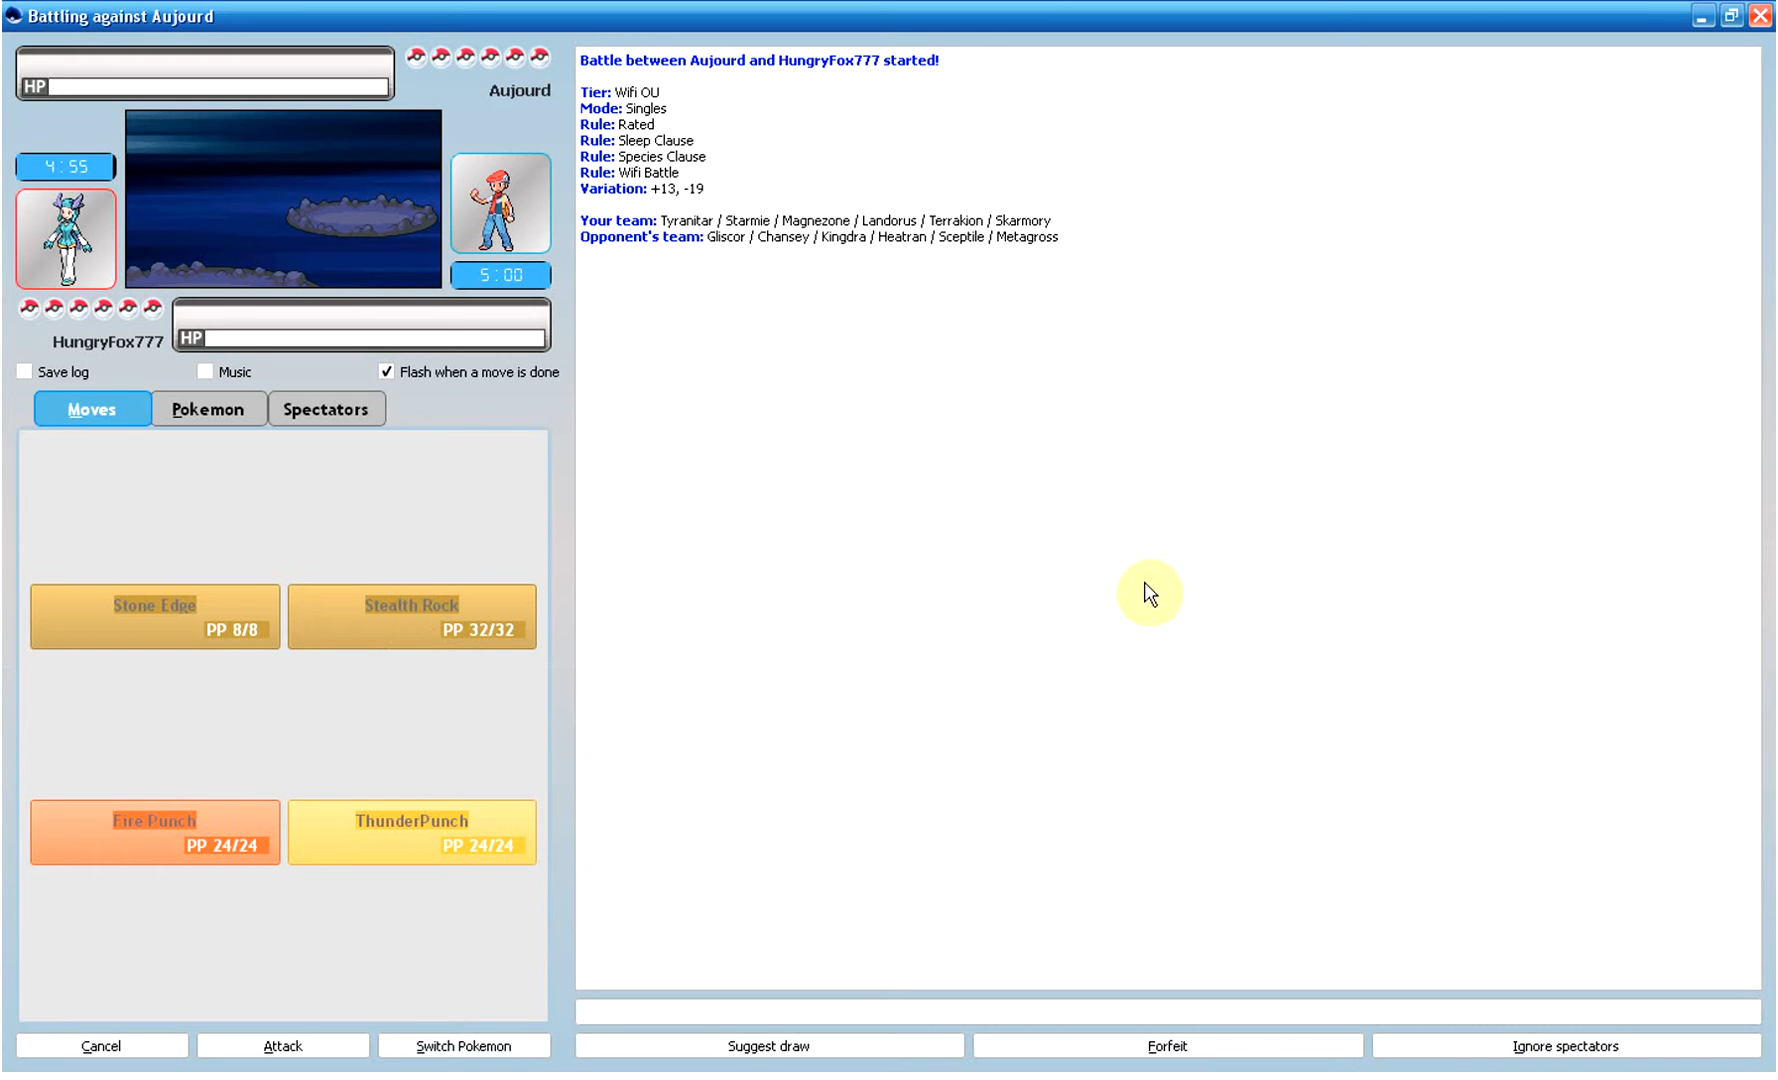 Battling against Aujourd
HP
Aujourd
4:55
5:00
HungryFox777
HP
Save log
Music
Flash when a move is done
Moves
Pokemon
Spectators
Stone Edge
PP 8/8
Stealth Rock
PP 32/32
Fire Punch
PP 24/24
ThunderPunch
PP 24/24
Cancel
Attack
Switch Pokemon
Battle between Aujourd and HungryFox777 started!
Tier: Wifi OU
Mode: Singles
Rule: Rated
Rule: Sleep Clause
Rule: Species Clause
Rule: Wifi Battle
Variation: +13, -19
Your team: Tyranitar / Starmie / Magnezone / Landorus / Terrakion / Skarmory
Opponent's team: Gliscor / Chansey / Kingdra / Heatran / Sceptile / Metagross
Suggest draw
Forfeit
Ignore spectators